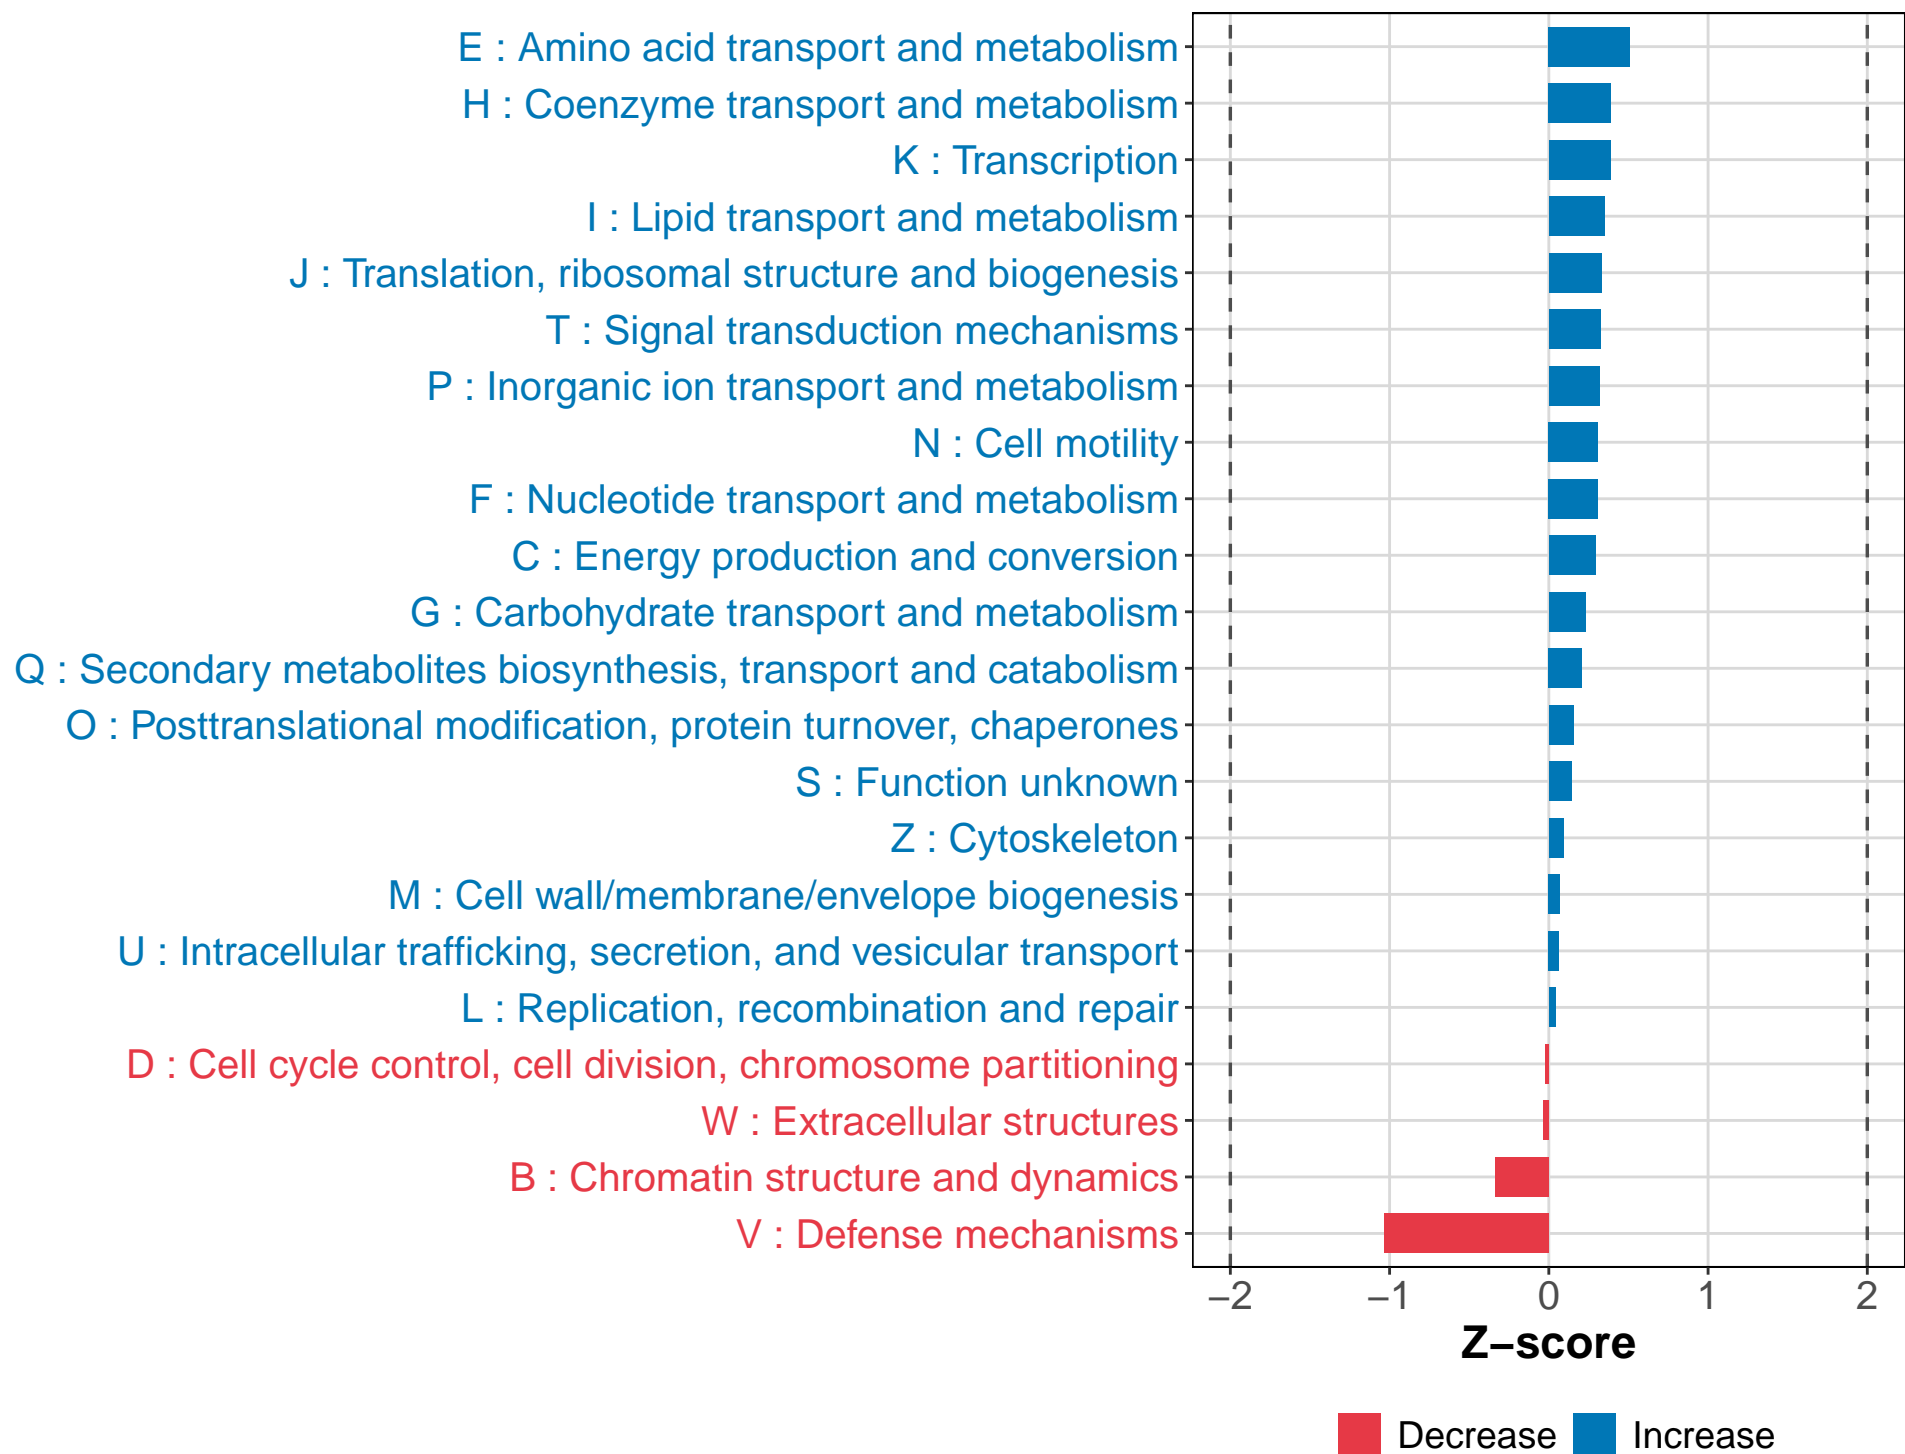 E : Amino acid transport and metabolism
H : Coenzyme transport and metabolism
K : Transcription
I : Lipid transport and metabolism
J : Translation, ribosomal structure and biogenesis
T : Signal transduction mechanisms
P : Inorganic ion transport and metabolism
N : Cell motility
F : Nucleotide transport and metabolism
C : Energy production and conversion
G : Carbohydrate transport and metabolism
Q : Secondary metabolites biosynthesis, transport and catabolism
O : Posttranslational modification, protein turnover, chaperones
S : Function unknown
Z : Cytoskeleton
M : Cell wall/membrane/envelope biogenesis
U : Intracellular trafficking, secretion, and vesicular transport
L : Replication, recombination and repair
D : Cell cycle control, cell division, chromosome partitioning
W : Extracellular structures
B : Chromatin structure and dynamics
V : Defense mechanisms
−2 −1 0 1 2
Z−score
Decrease Increase